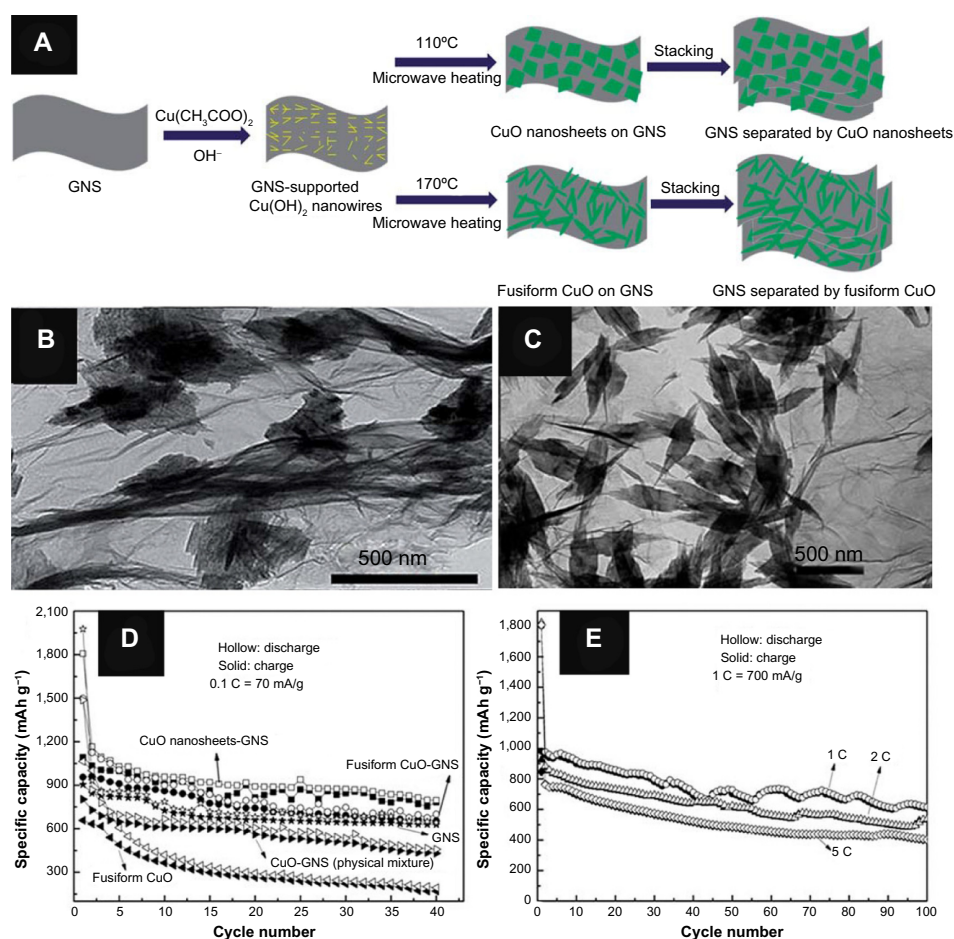 A
GNS
Cu(CH₃COO)₂
OH⁻
GNS-supported
Cu(OH)₂ nanowires
110ºC
Microwave heating
CuO nanosheets on GNS
Stacking
GNS separated by CuO nanosheets
170ºC
Microwave heating
Fusiform CuO on GNS
Stacking
GNS separated by fusiform CuO
B
500 nm
C
500 nm
D
Specific capacity (mAh g⁻¹)
2,100
1,800
1,500
1,200
900
600
300
Hollow: discharge
Solid: charge
0.1 C = 70 mA/g
CuO nanosheets-GNS
Fusiform CuO-GNS
GNS
CuO-GNS (physical mixture)
Fusiform CuO
0 5 10 15 20 25 30 35 40
Cycle number
E
Specific capacity (mAh g⁻¹)
1,800
1,600
1,400
1,200
1,000
800
600
400
200
0
Hollow: discharge
Solid: charge
1 C = 700 mA/g
1 C
2 C
5 C
0 10 20 30 40 50 60 70 80 90 100
Cycle number